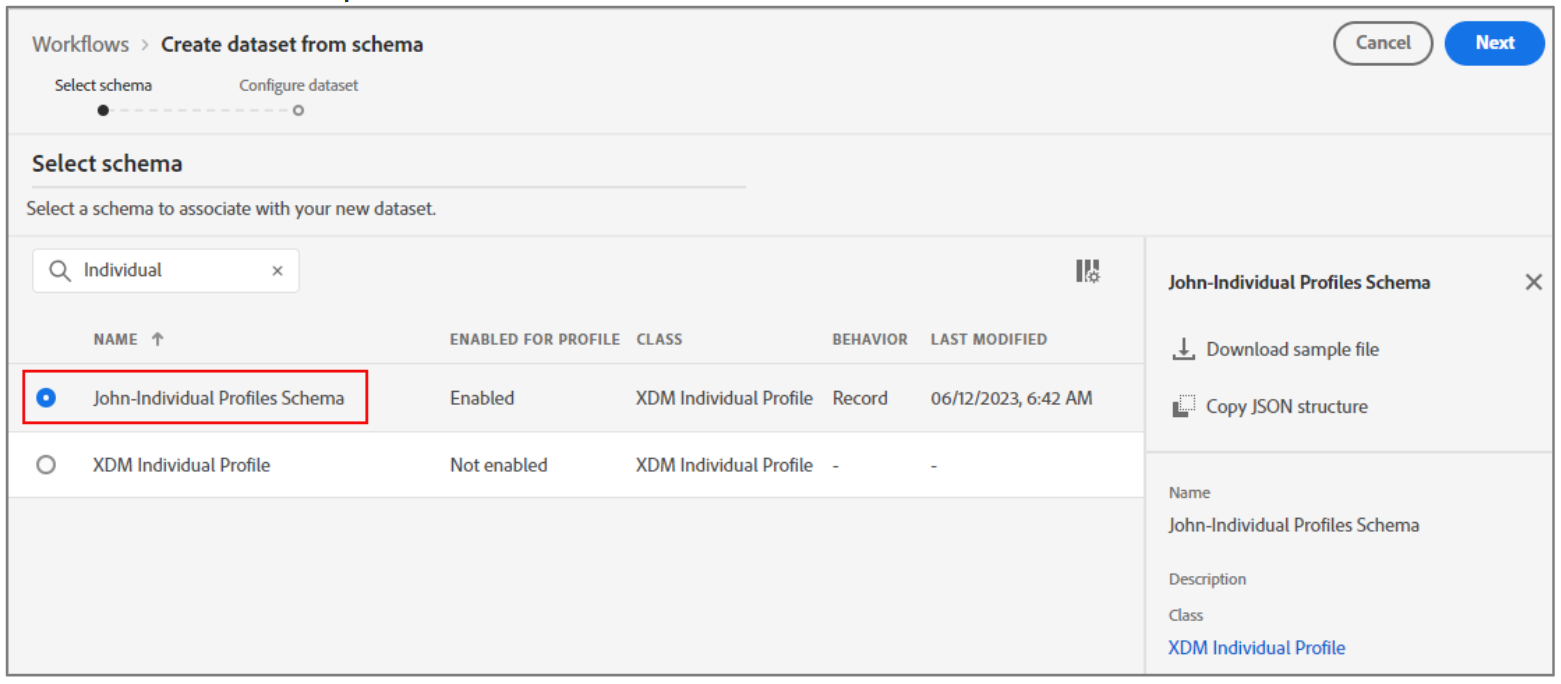 Workflows > Create dataset from schema
Cancel
Next
Select schema
Configure dataset
Select schema
Select a schema to associate with your new dataset.
Individual
NAME ↑ ENABLED FOR PROFILE CLASS BEHAVIOR LAST MODIFIED
John-Individual Profiles Schema Enabled XDM Individual Profile Record 06/12/2023, 6:42 AM
XDM Individual Profile Not enabled XDM Individual Profile - -
John-Individual Profiles Schema
Download sample file
Copy JSON structure
Name
John-Individual Profiles Schema
Description
Class
XDM Individual Profile